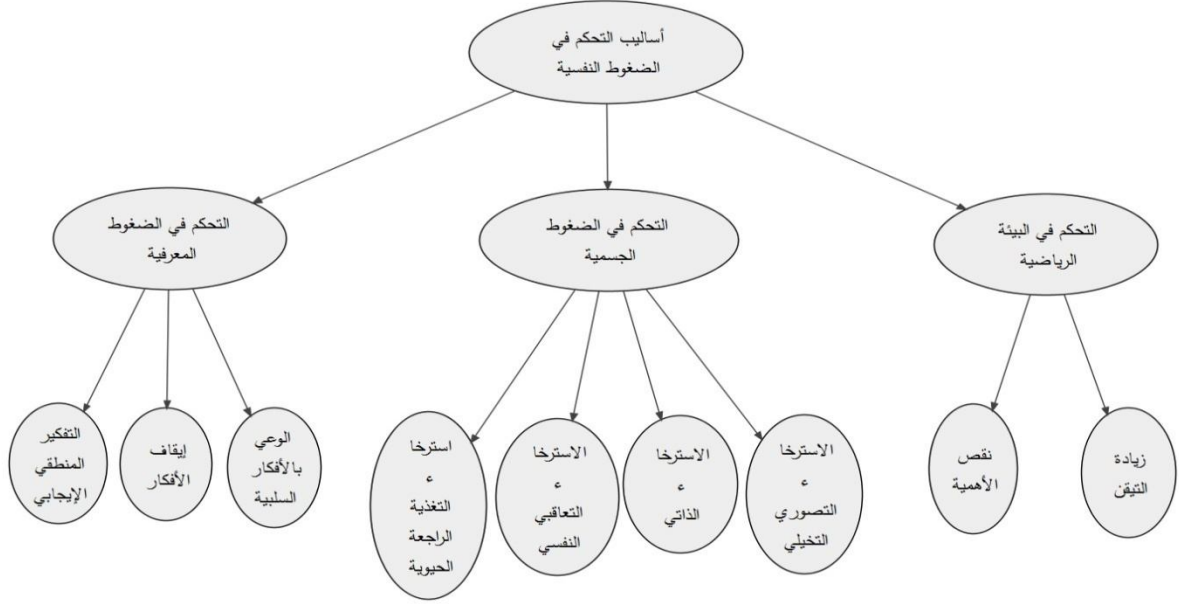 أساليب التحكم في
الضغوط النفسية
التحكم في البيئة
الرياضية
التحكم في الضغوط
الجسمية
التحكم في الضغوط
المعرفية
زيادة
التيقن
نقص
الأهمية
الاسترخا
ء
التصوري
التخيلي
الاسترخا
ء
الذاتي
الاسترخا
ء
التعاقبي
النفسي
استرخا
ء
التغذية
الراجعة
الحيوية
الوعي
بالأفكار
السلبية
إيقاف
الأفكار
التفكير
المنطقي
الإيجابي